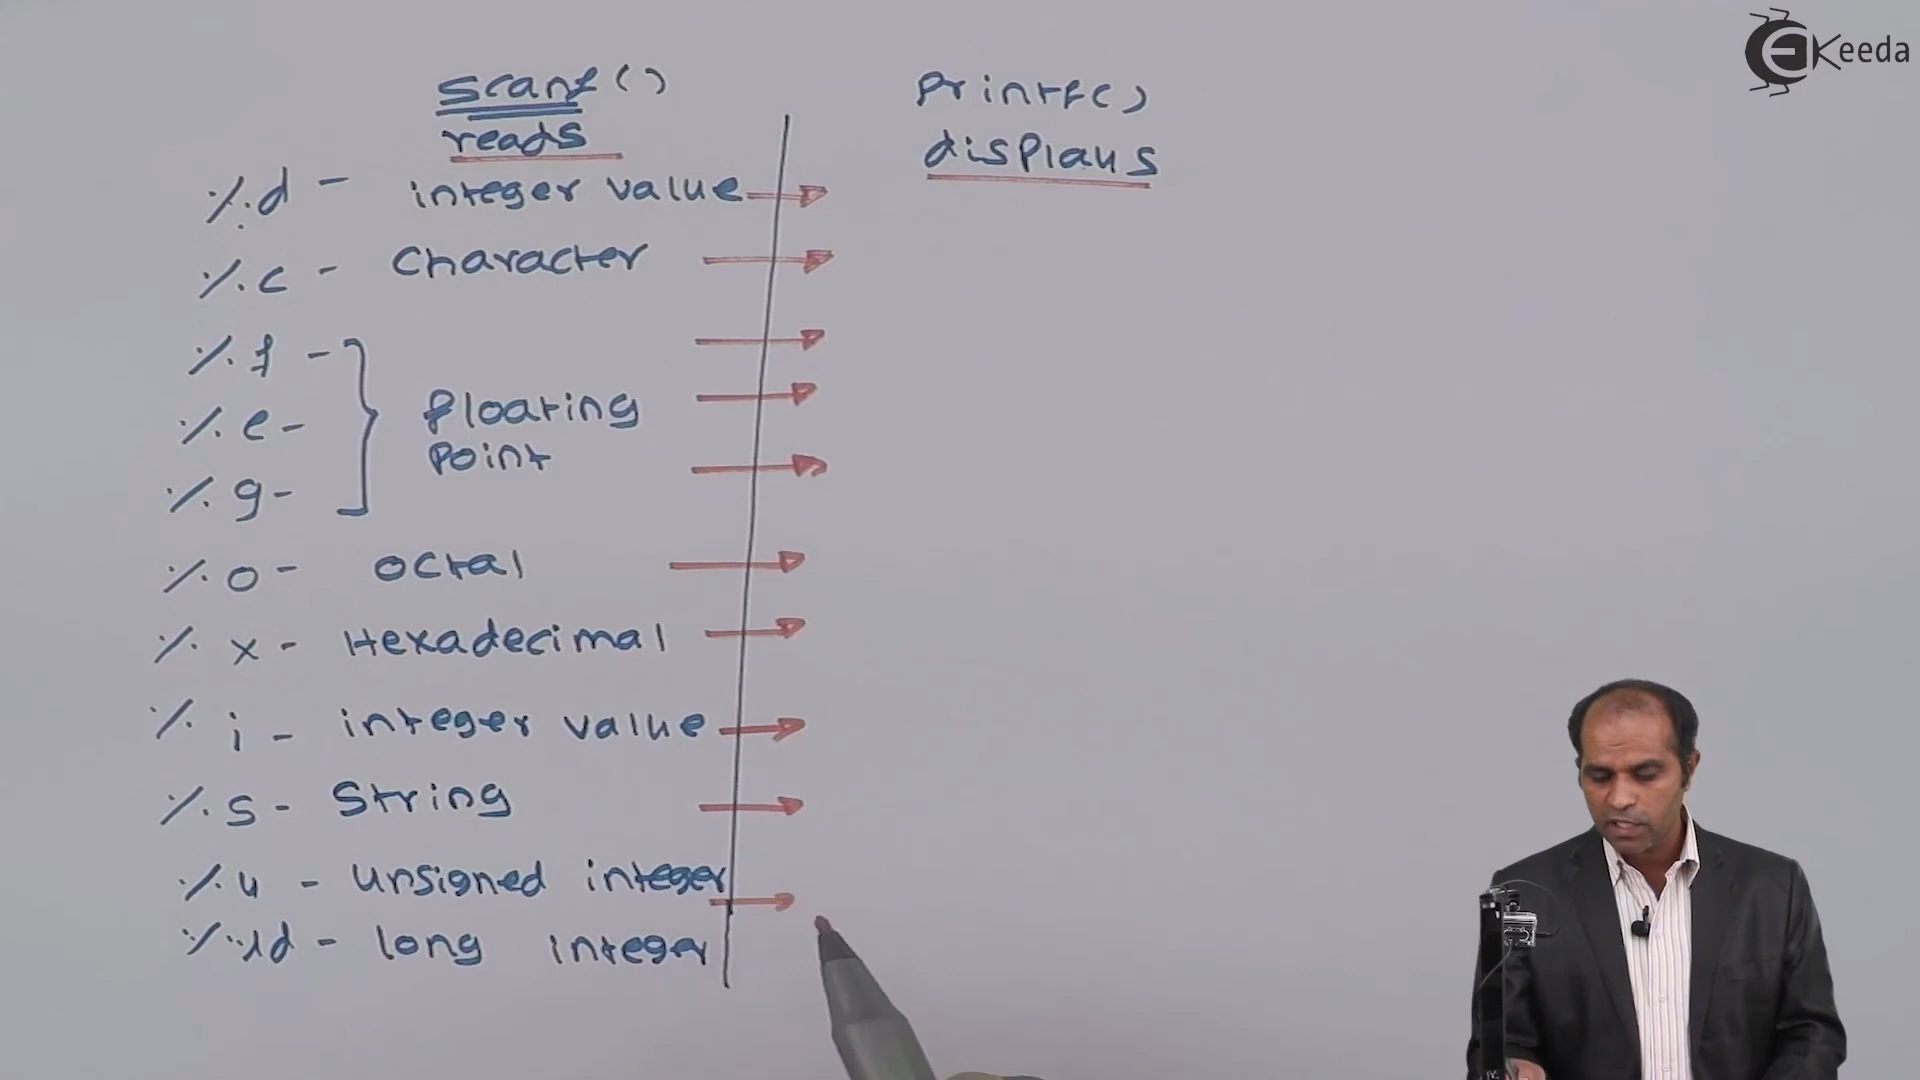 scanf()
reads
%d - integer value
%c - Character
%f -
%e - floating
%g - point
%o - octal
%x - Hexadecimal
%i - integer value
%s - String
%u - unsigned integer
%ld - long integer
printf()
displays
Keeda